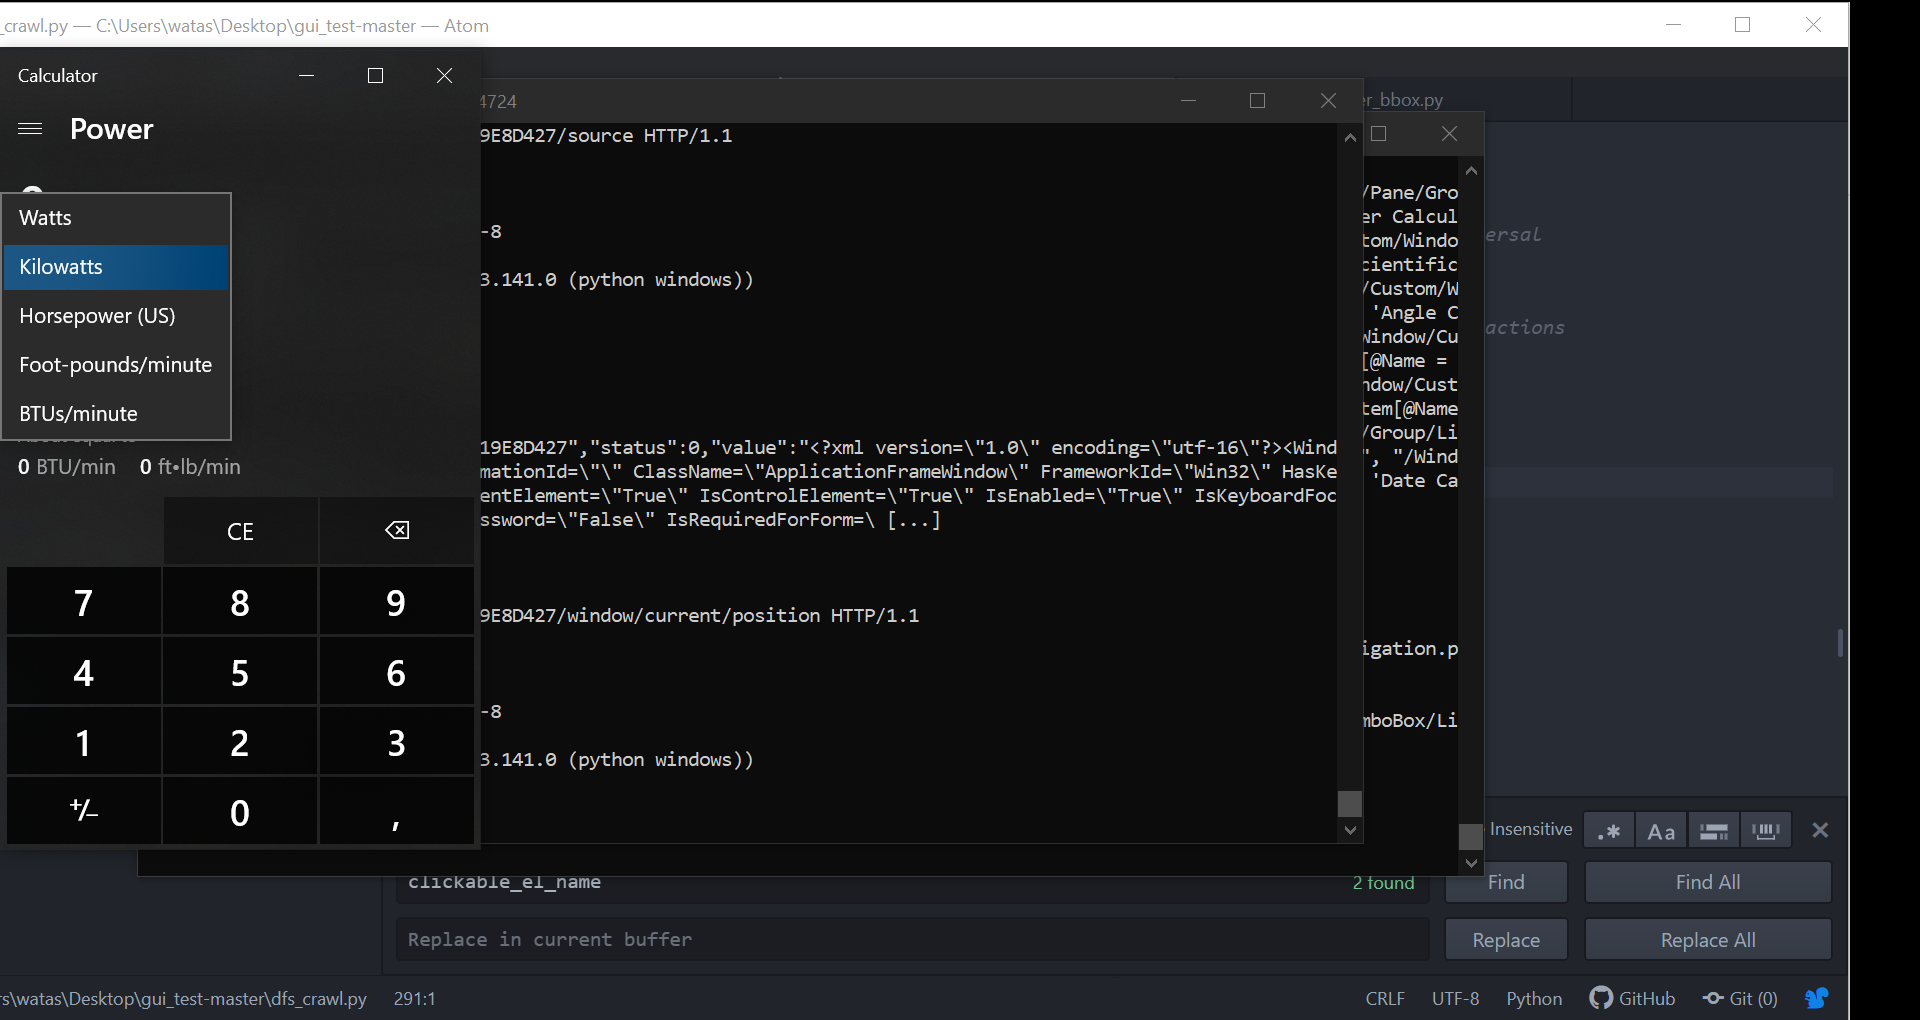 _crawl.py — C:\Users\watas\Desktop\gui_test-master — Atom
Calculator
Power
Watts
Kilowatts
Horsepower (US)
Foot-pounds/minute
BTUs/minute
0 BTU/min 0 ft•lb/min
CE
7 8 9
4 5 6
1 2 3
+/− 0 ,
4724
9E8D427/source HTTP/1.1
-8
3.141.0 (python windows))
19E8D427","status":0,"value":"<?xml version=\"1.0\" encoding=\"utf-16\"?><Wind
mationId=\"\" ClassName=\"ApplicationFrameWindow\" FrameworkId=\"Win32\" HasKe
entElement=\"True\" IsControlElement=\"True\" IsEnabled=\"True\" IsKeyboardFoc
ssword=\"False\" IsRequiredForForm=\ [...]
9E8D427/window/current/position HTTP/1.1
-8
3.141.0 (python windows))
er_bbox.py
/Pane/Gro
er Calcul
tom/Windo
cientific
/Custom/W
'Angle C
Window/Cu
[@Name =
ndow/Cust
tem[@Name
/Group/Li
", "/Wind
'Date Ca
igation.p
mboBox/Li
ersal
actions
Insensitive
.* Aa
clickable_el_name
2 found
Find
Find All
Replace in current buffer
Replace
Replace All
rs\watas\Desktop\gui_test-master\dfs_crawl.py 291:1
CRLF UTF-8 Python GitHub Git (0)